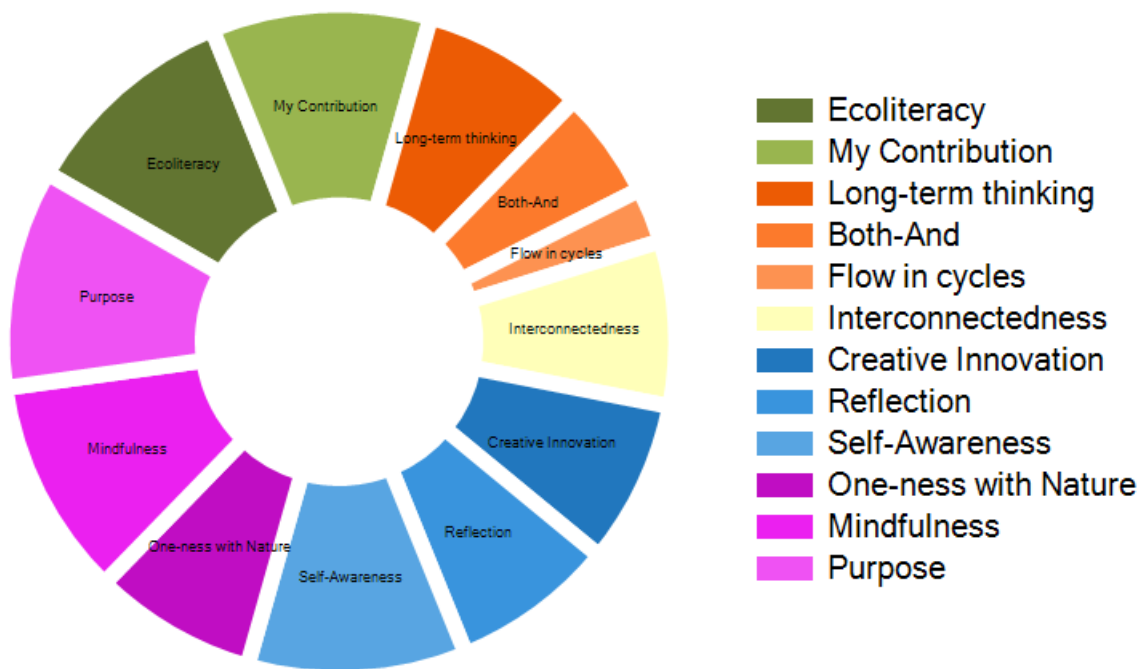 My Contribution
Long-term thinking
Ecoliteracy
Both-And
Flow in cycles
Purpose
Interconnectedness
Mindfulness
Creative Innovation
One-ness with Nature
Reflection
Self-Awareness
Ecoliteracy
My Contribution
Long-term thinking
Both-And
Flow in cycles
Interconnectedness
Creative Innovation
Reflection
Self-Awareness
One-ness with Nature
Mindfulness
Purpose